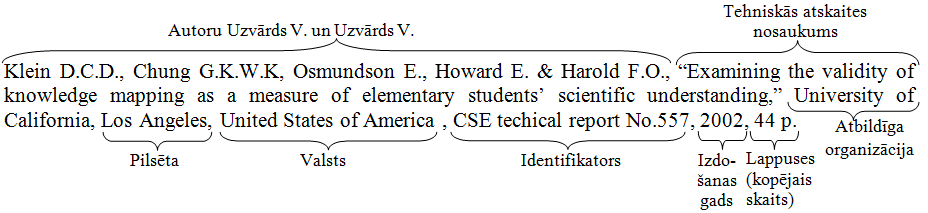 Tehniskās atskaites
nosaukums
Autoru Uzvārds V. un Uzvārds V.
Klein D.C.D., Chung G.K.W.K, Osmundson E., Howard E. & Harold F.O., “Examining the validity of
knowledge mapping as a measure of elementary students’ scientific understanding,” University of
California, Los Angeles, United States of America , CSE techical report No.557, 2002, 44 p.
Pilsēta
Valsts
Identifikators
Izdo-
šanas
gads
Lappuses
(kopējais
skaits)
Atbildīga
organizācija